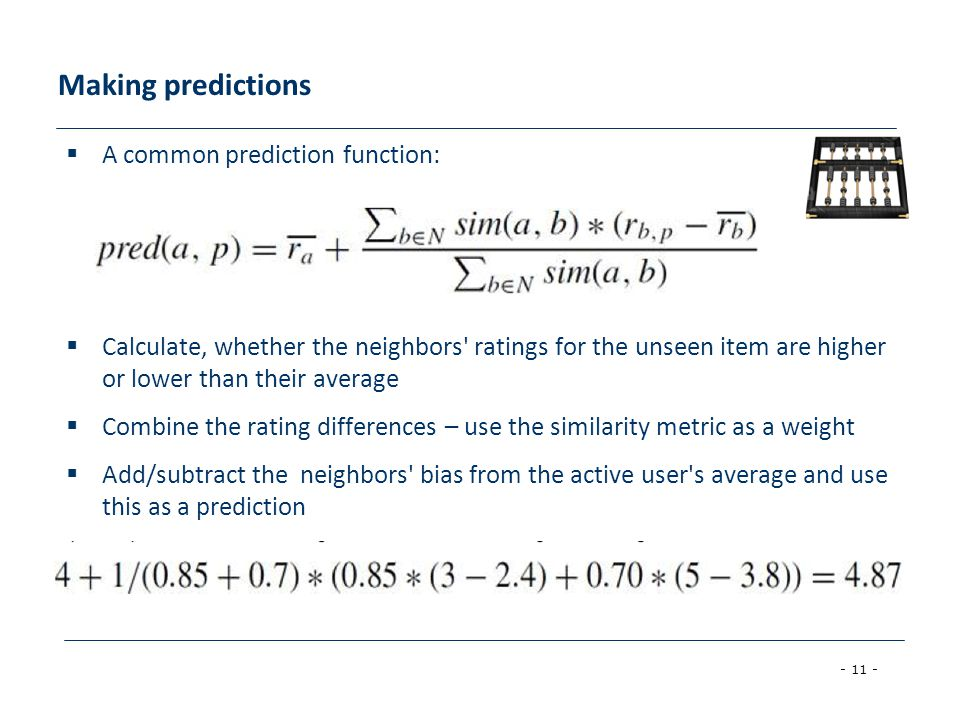 Making predictions
▪ A common prediction function:
pred(a, p) = \overline{r_a} + \frac{\sum_{b∈N} sim(a, b) * (r_{b,p} − \overline{r_b})}{\sum_{b∈N} sim(a, b)}
▪ Calculate, whether the neighbors' ratings for the unseen item are higher
or lower than their average
▪ Combine the rating differences – use the similarity metric as a weight
▪ Add/subtract the neighbors' bias from the active user's average and use
this as a prediction
4 + 1/(0.85 + 0.7) * (0.85 * (3 − 2.4) + 0.70 * (5 − 3.8)) = 4.87
- 11 -